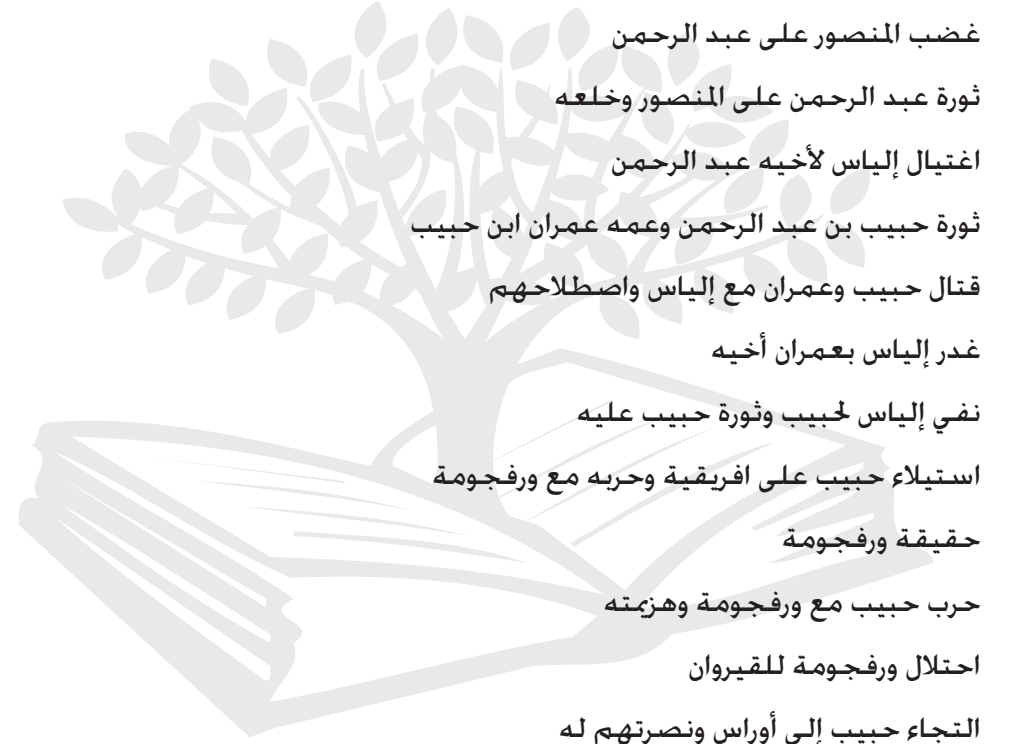 غضب المنصور على عبد الرحمن
ثورة عبد الرحمن على المنصور وخلعه
اغتيال إلياس لأخيه عبد الرحمن
ثورة حبيب بن عبد الرحمن وعمه عمران ابن حبيب
قتال حبيب وعمران مع إلياس واصطلاحهم
غدر إلياس بعمران أخيه
نفي إلياس لحبيب وثورة حبيب عليه
استيلاء حبيب على افريقية وحربه مع ورفجومة
حقيقة ورفجومة
حرب حبيب مع ورفجومة وهزيمته
احتلال ورفجومة للقيروان
التجاء حبيب إلى أوراس ونصرتهم له